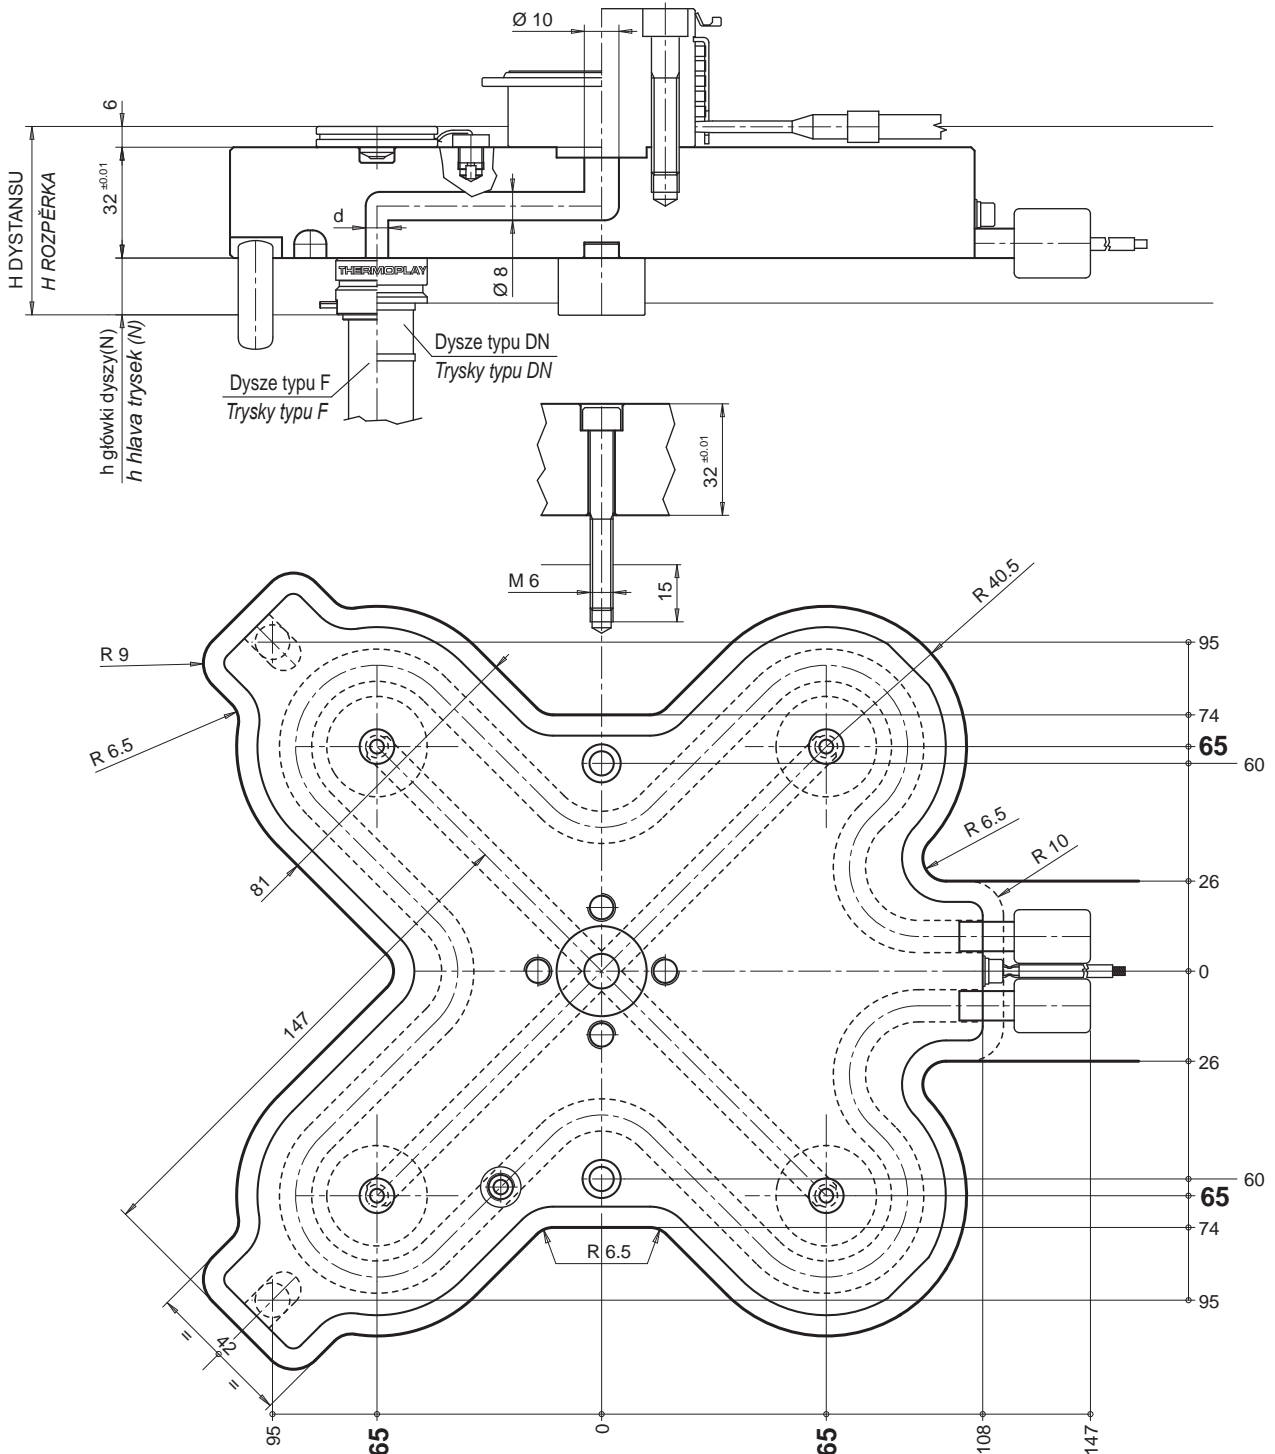 Ø 10
6
32 ±0.01
H DYSTANSU
H ROZPĚRKA
d
THERMOPLAY
Ø 8
h główki dyszy(N)
h hlava trysek (N)
Dysze typu DN
Trysky typu DN
Dysze typu F
Trysky typu F
32 ±0.01
M 6
15
R 40.5
R 9
R 6.5
95
74
65
60
R 6.5
R 10
81
26
147
0
26
60
65
74
R 6.5
95
42
=
=
95
65
0
65
108
147